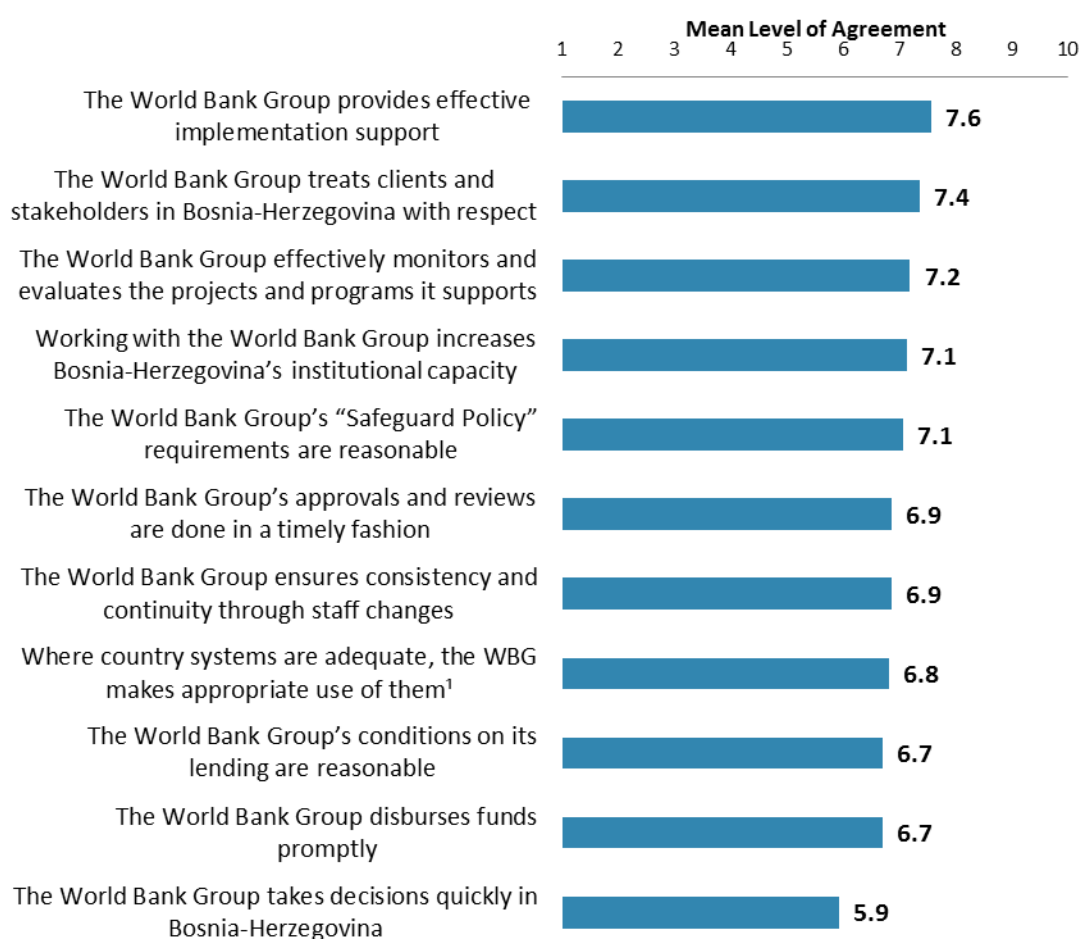 Mean Level of Agreement
1 2 3 4 5 6 7 8 9 10
The World Bank Group provides effective
implementation support
7.6
The World Bank Group treats clients and
stakeholders in Bosnia-Herzegovina with respect
7.4
The World Bank Group effectively monitors and
evaluates the projects and programs it supports
7.2
Working with the World Bank Group increases
Bosnia-Herzegovina’s institutional capacity
7.1
The World Bank Group’s “Safeguard Policy”
requirements are reasonable
7.1
The World Bank Group’s approvals and reviews
are done in a timely fashion
6.9
The World Bank Group ensures consistency and
continuity through staff changes
6.9
Where country systems are adequate, the WBG
makes appropriate use of them¹
6.8
The World Bank Group’s conditions on its
lending are reasonable
6.7
The World Bank Group disburses funds
promptly
6.7
The World Bank Group takes decisions quickly in
Bosnia-Herzegovina
5.9